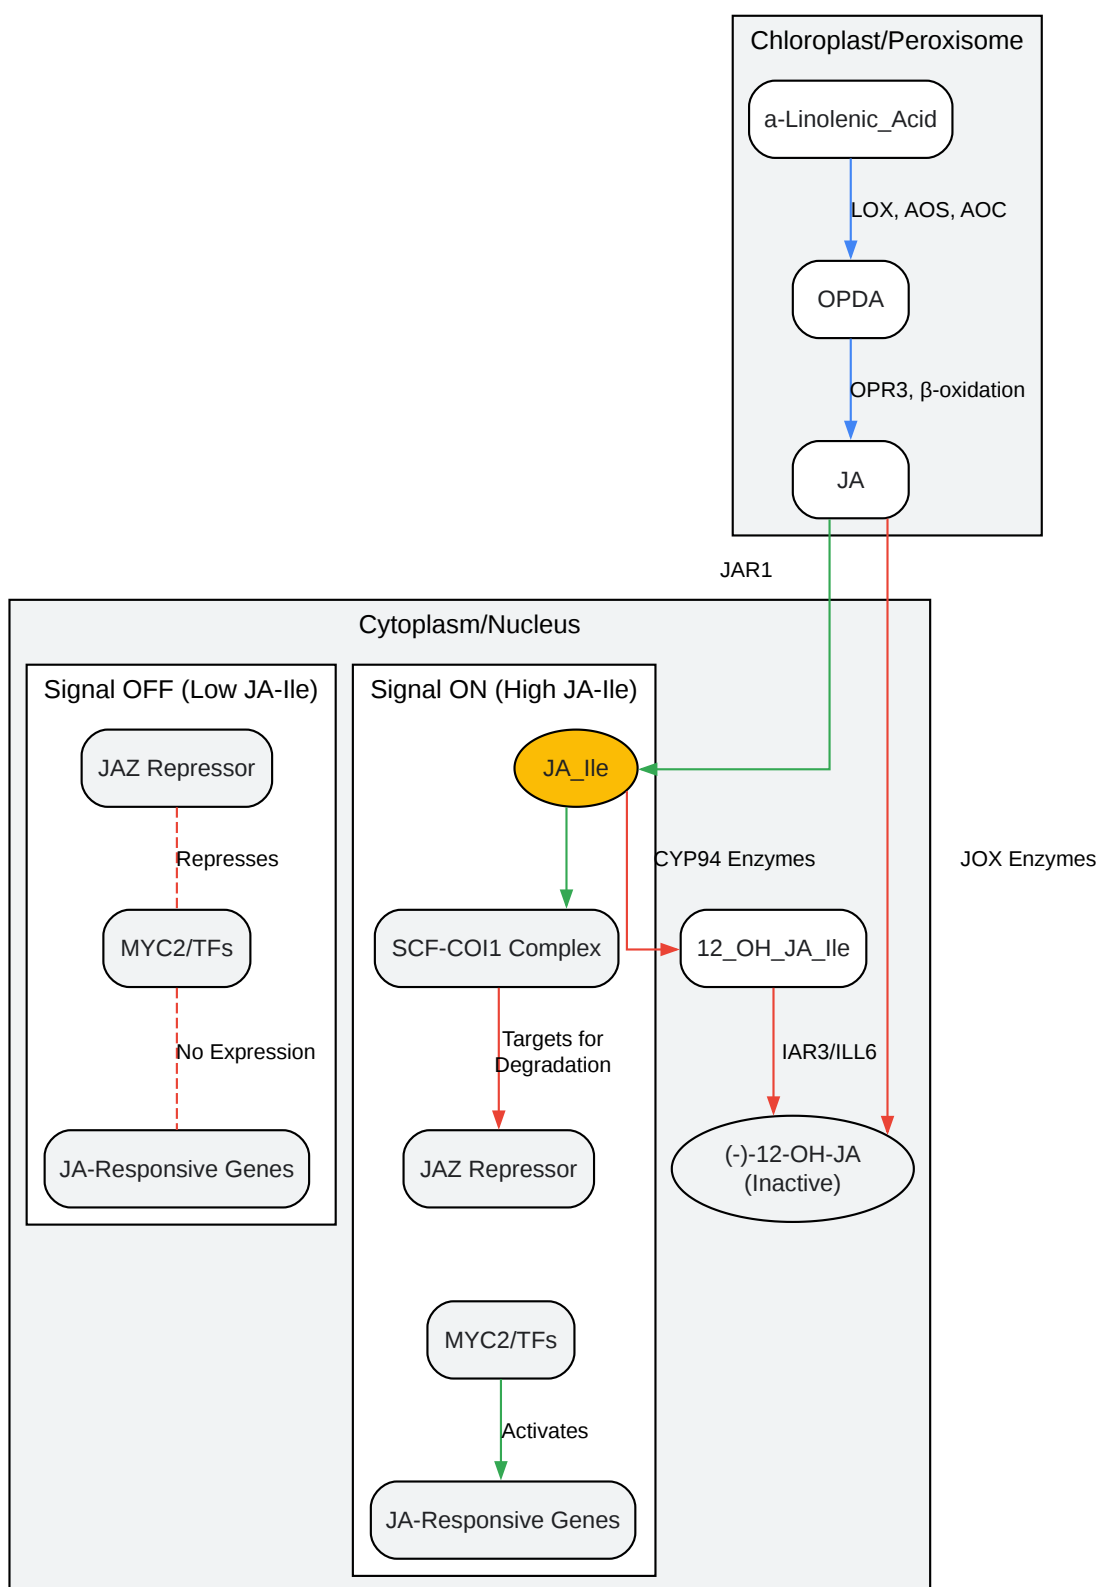 Chloroplast/Peroxisome
a-Linolenic_Acid
LOX, AOS, AOC
OPDA
OPR3, β-oxidation
JA
JAR1
JOX Enzymes
Cytoplasm/Nucleus
Signal OFF (Low JA-Ile)
JAZ Repressor
Represses
MYC2/TFs
No Expression
JA-Responsive Genes
Signal ON (High JA-Ile)
JA_Ile
CYP94 Enzymes
SCF-COI1 Complex
12_OH_JA_Ile
Targets for
Degradation
IAR3/ILL6
JAZ Repressor
(-)-12-OH-JA
(Inactive)
MYC2/TFs
Activates
JA-Responsive Genes